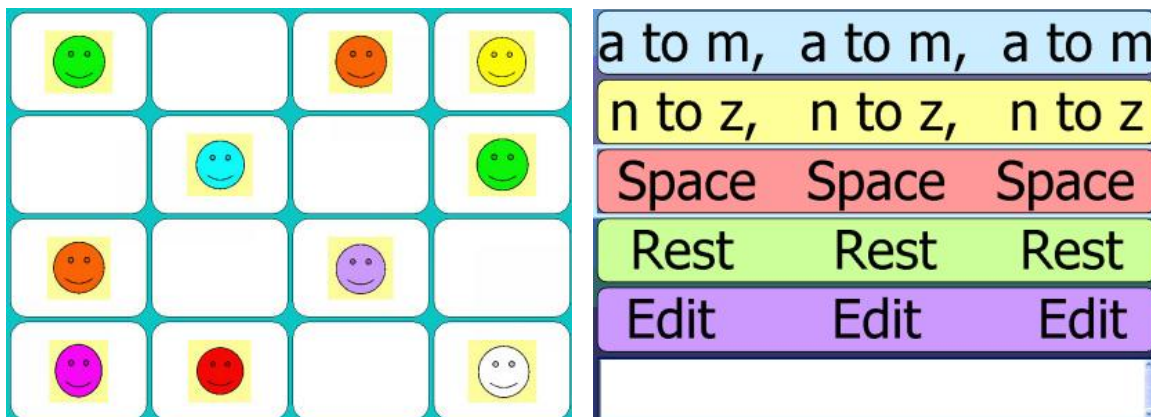 a to m, a to m, a to m
n to z, n to z, n to z
Space Space Space
Rest Rest Rest
Edit Edit Edit